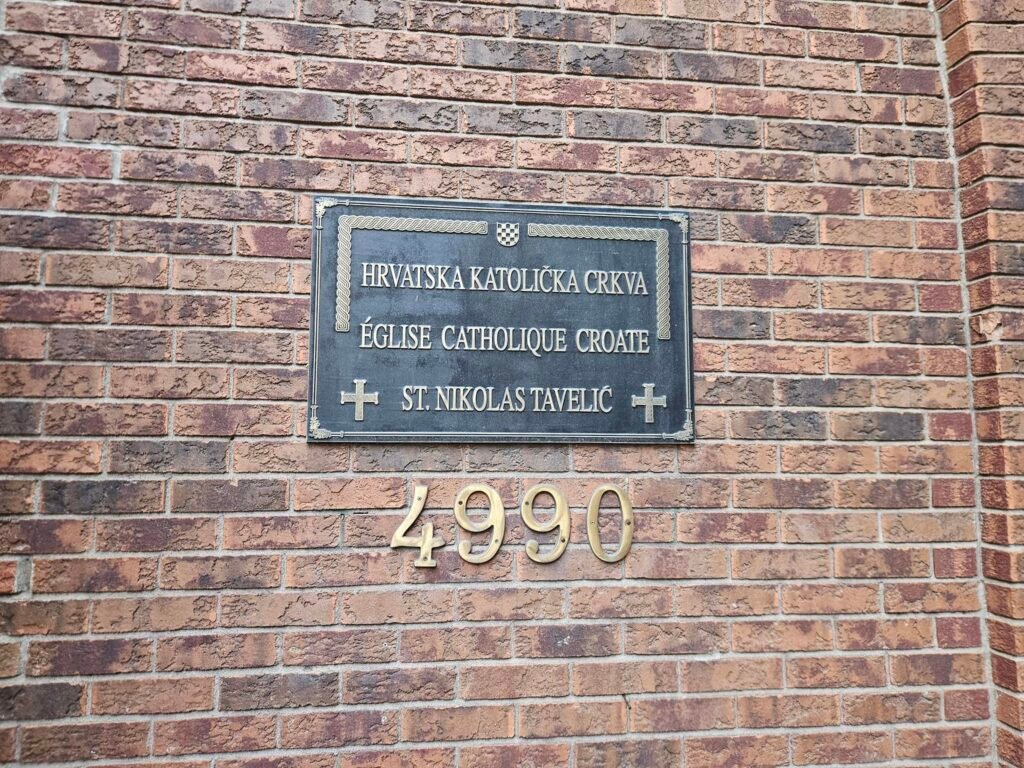 HRVATSKA KATOLIČKA CRKVA
ÉGLISE CATHOLIQUE CROATE
ST. NIKOLAS TAVELIĆ
4990